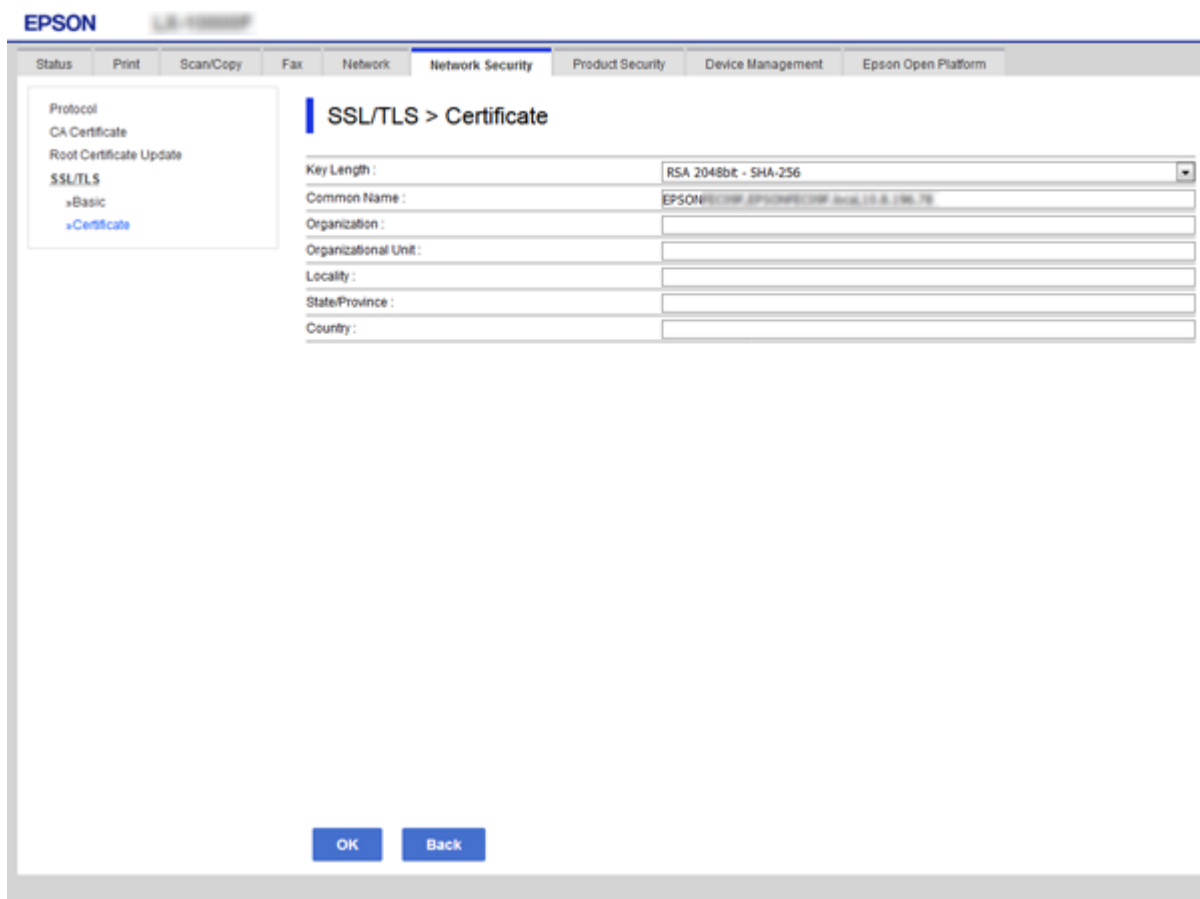 EPSON
Status Print Scan/Copy Fax Network Network Security Product Security Device Management Epson Open Platform
Protocol
CA Certificate
Root Certificate Update
SSL/TLS
»Basic
»Certificate
SSL/TLS > Certificate
Key Length : RSA 2048bit - SHA-256
Common Name : EPSON
Organization :
Organizational Unit :
Locality :
State/Province :
Country :
OK Back